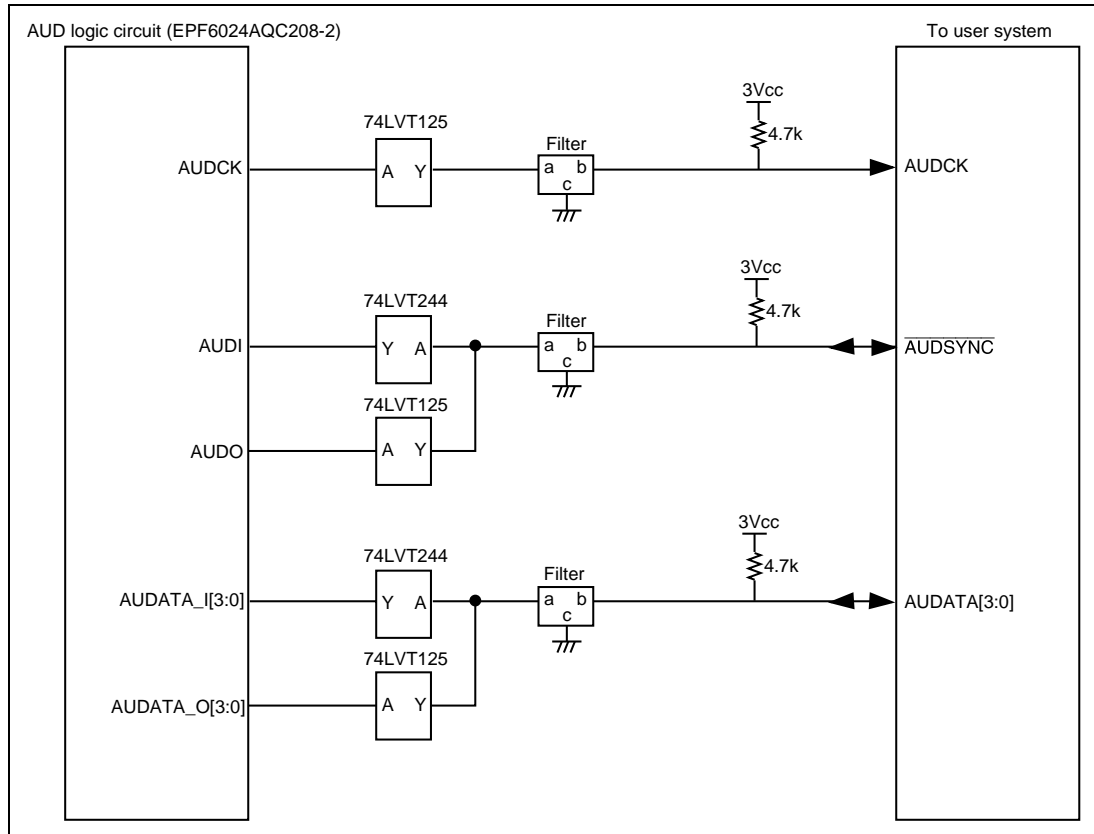 AUD logic circuit (EPF6024AQC208-2)
To user system
3Vcc
4.7k
74LVT125
Filter
AUDCK
A Y
a b
c
AUDCK
3Vcc
4.7k
74LVT244
Filter
AUDI
Y A
a b
c
AUDSYNC
74LVT125
AUDO
A Y
3Vcc
4.7k
74LVT244
Filter
AUDATA_I[3:0]
Y A
a b
c
AUDATA[3:0]
74LVT125
AUDATA_O[3:0]
A Y